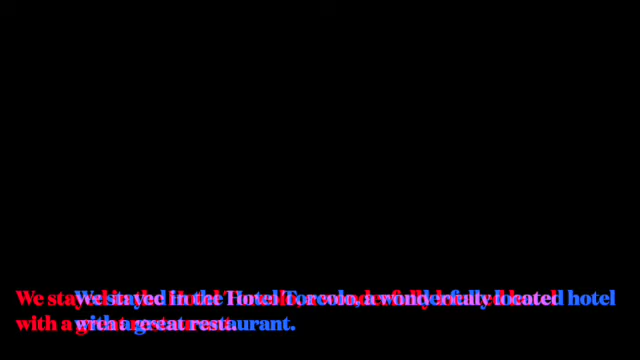 We stayed in the Hotel Torcolo, a wonderfully located hotel
with a great restaurant.